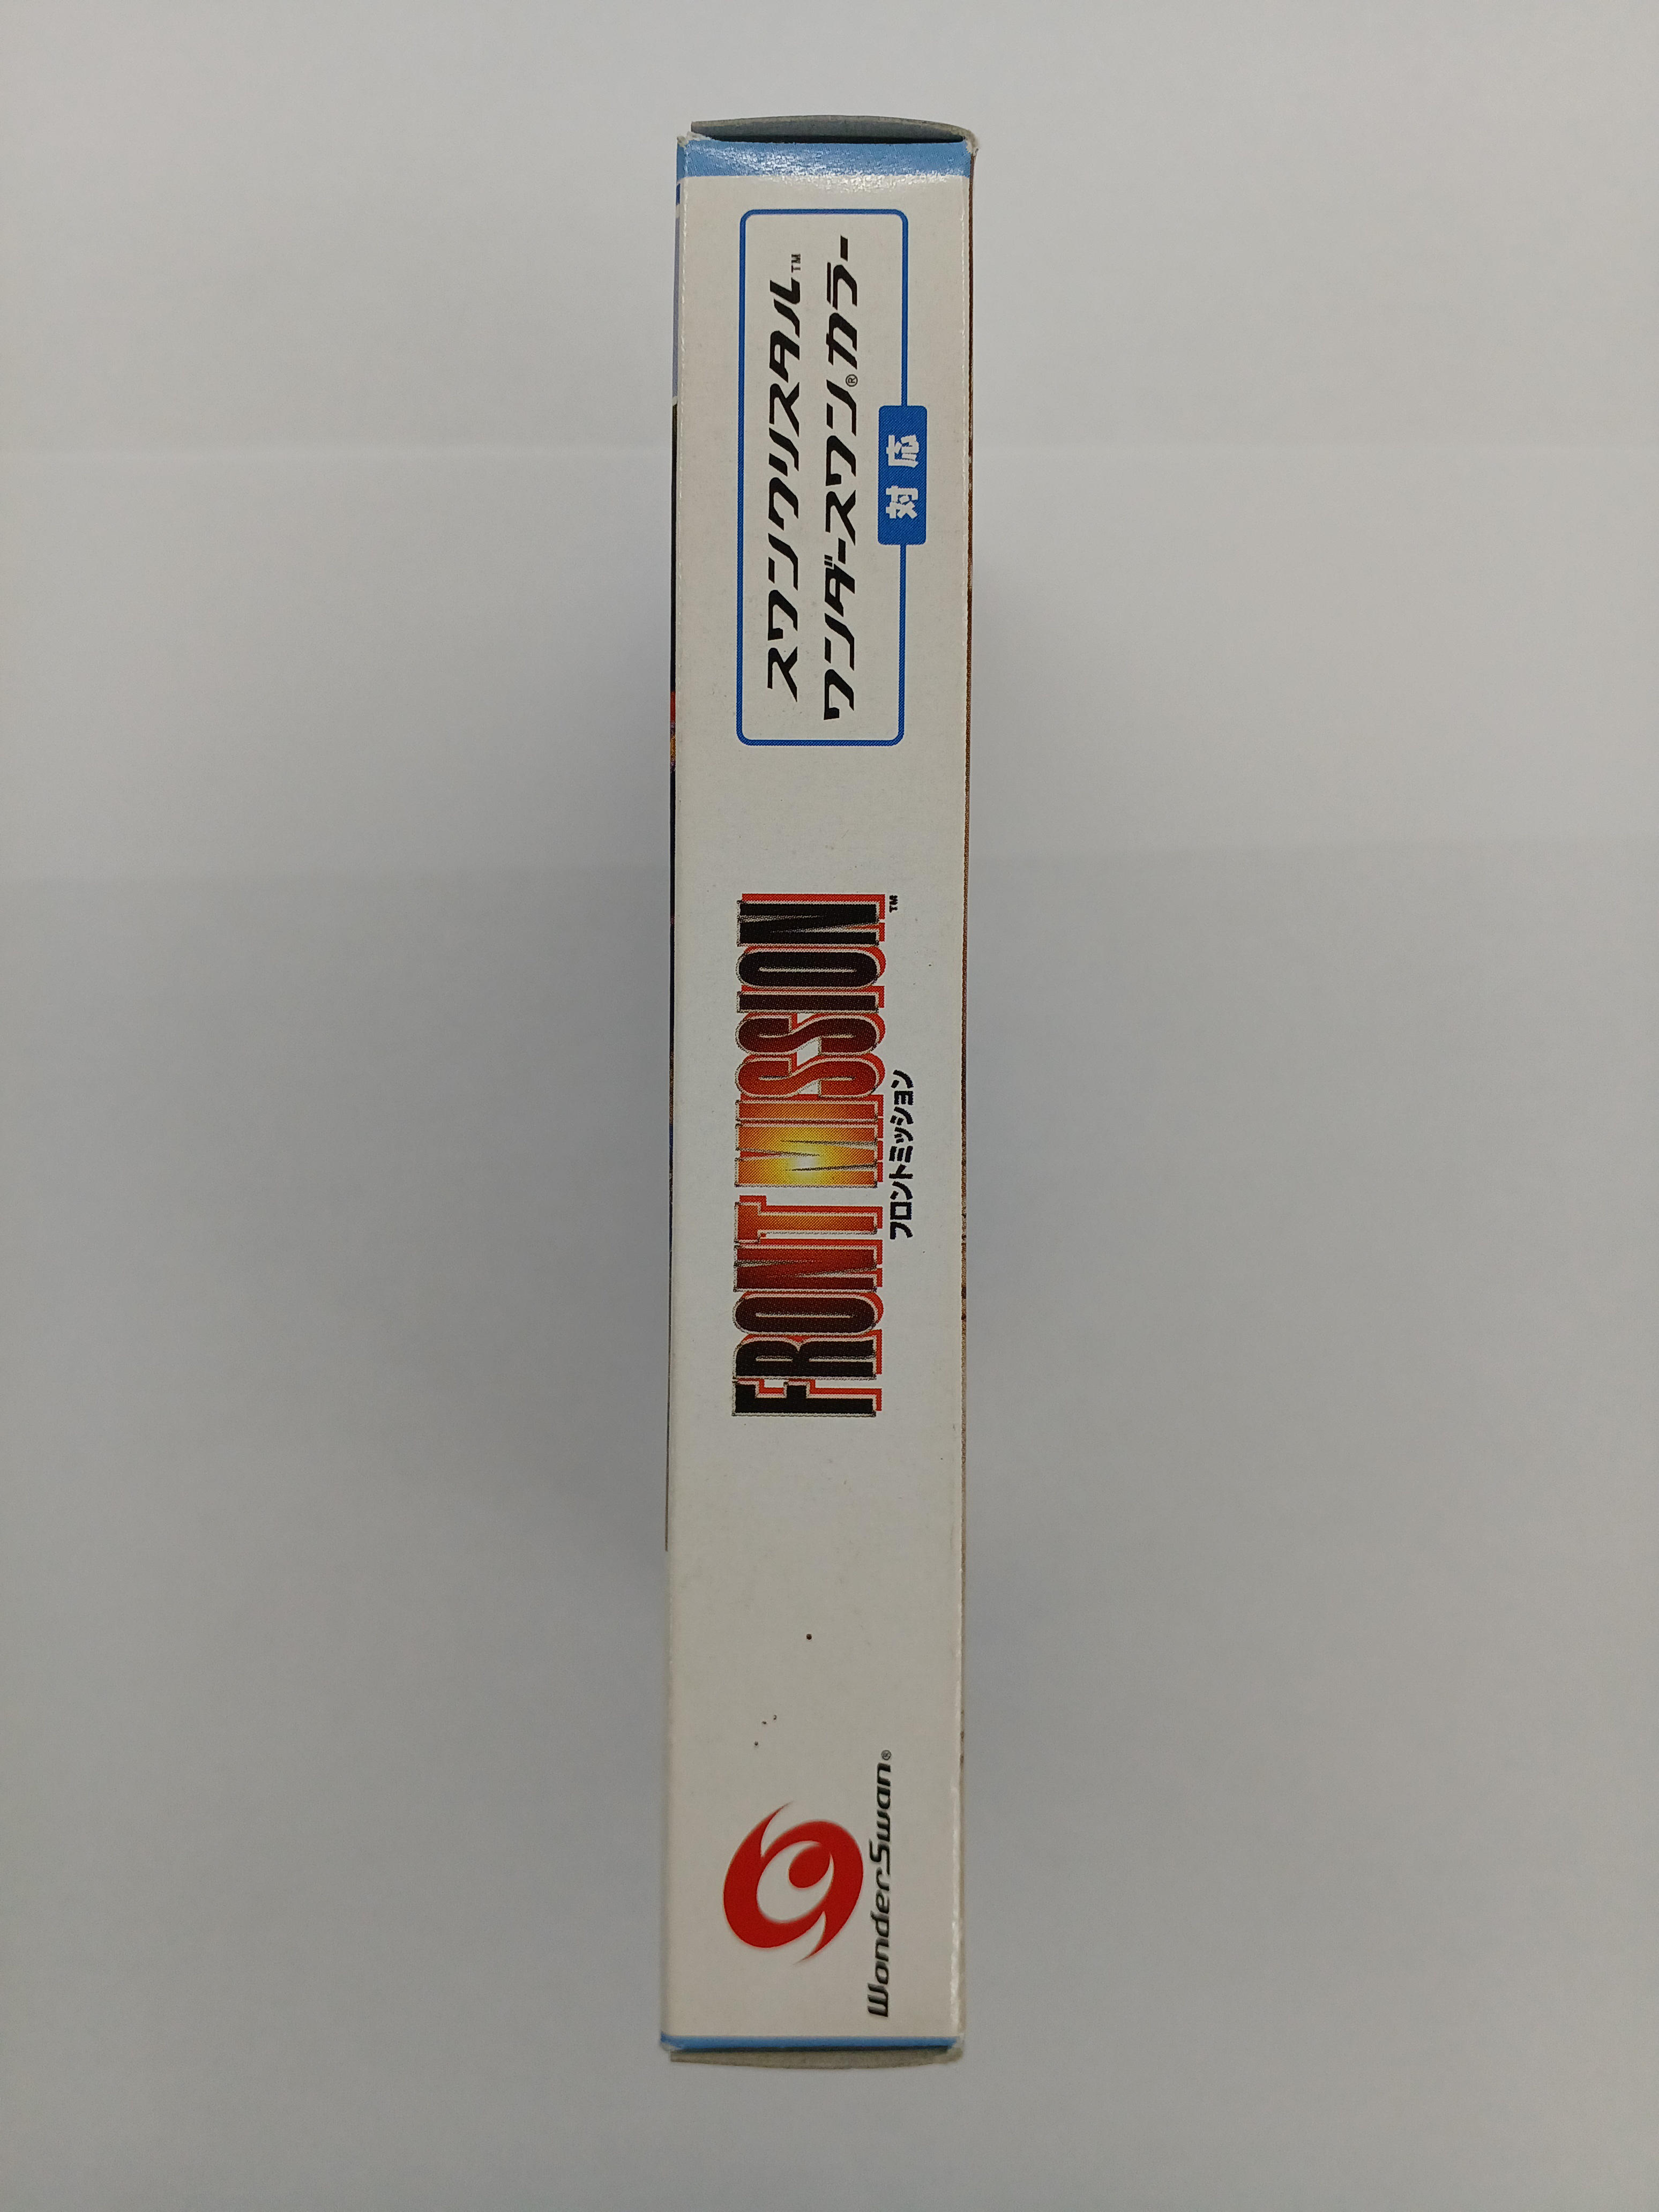 WonderSwan®
FRONT MISSION™
フロントミッション
スワンクリスタル™
ワンダースワン®カラー
対応